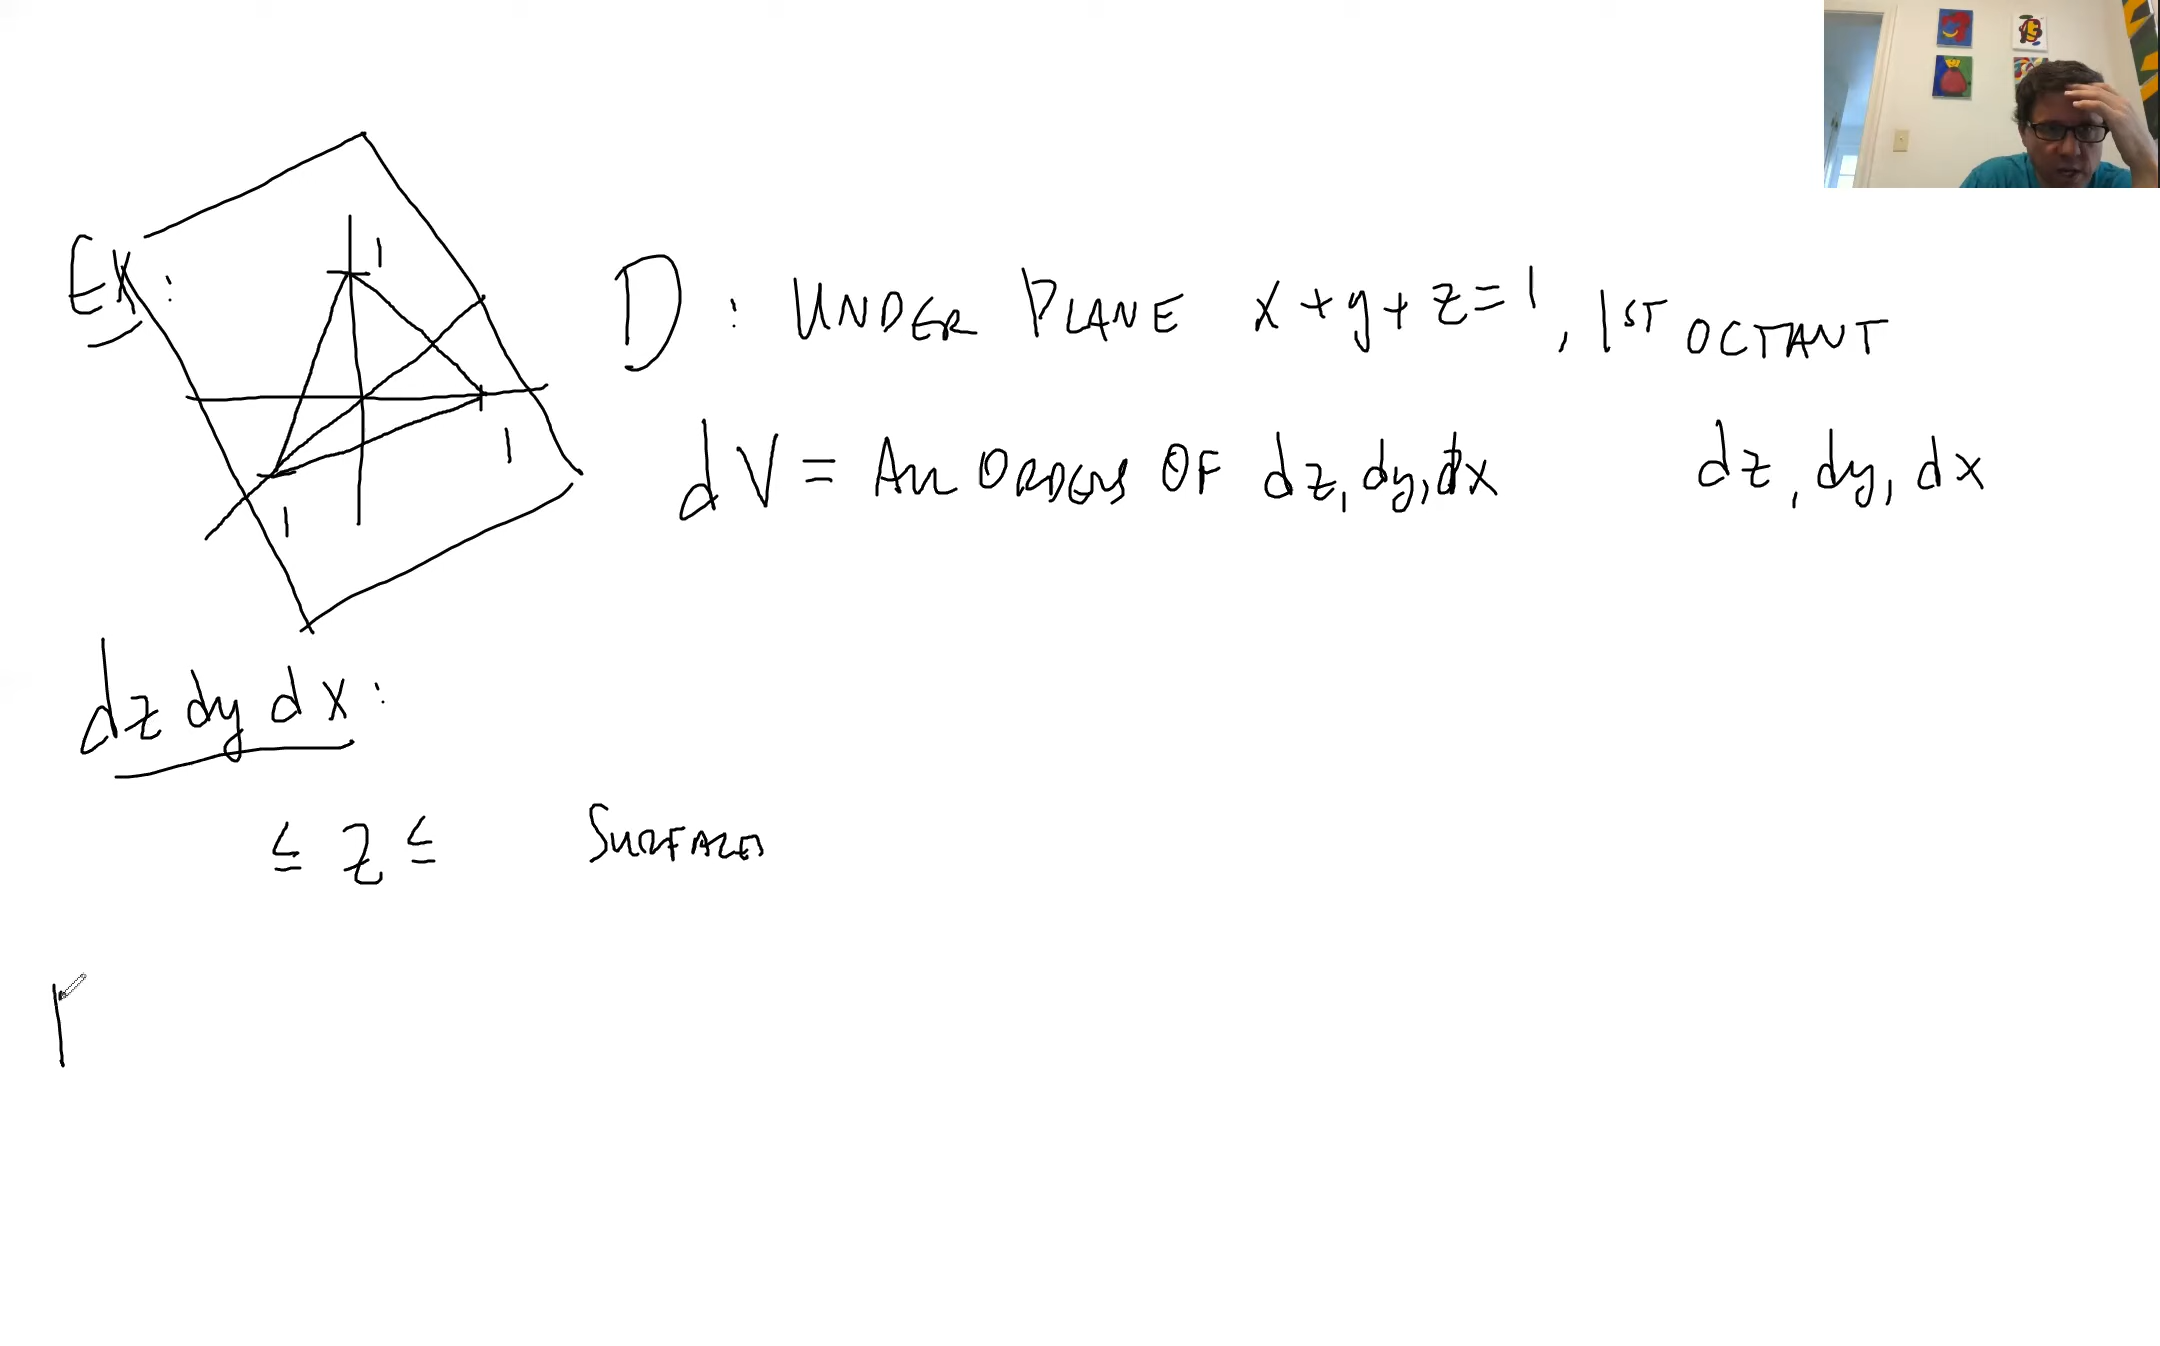 1
EX:
D: UNDER PLANE x+y+z=1, 1ST OCTANT
1
dV = ALL ORDERS OF dz, dy, dx dz, dy, dx
1
dz dy dx:
≤ z ≤ SURFACES